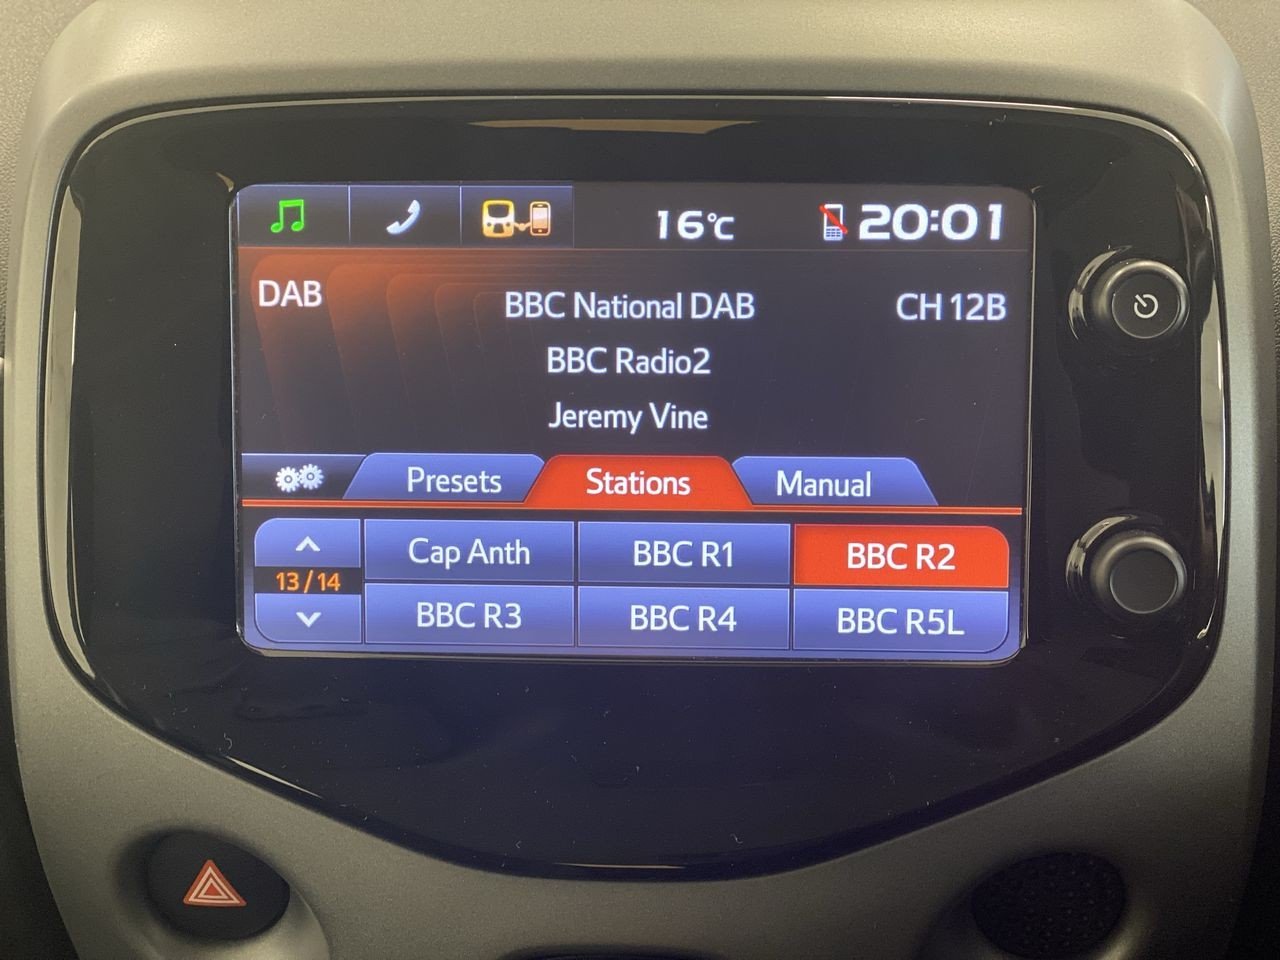 16°C 20:01
DAB BBC National DAB CH 12B
BBC Radio2
Jeremy Vine
Presets Stations Manual
Cap Anth BBC R1 BBC R2
13/14
BBC R3 BBC R4 BBC R5L